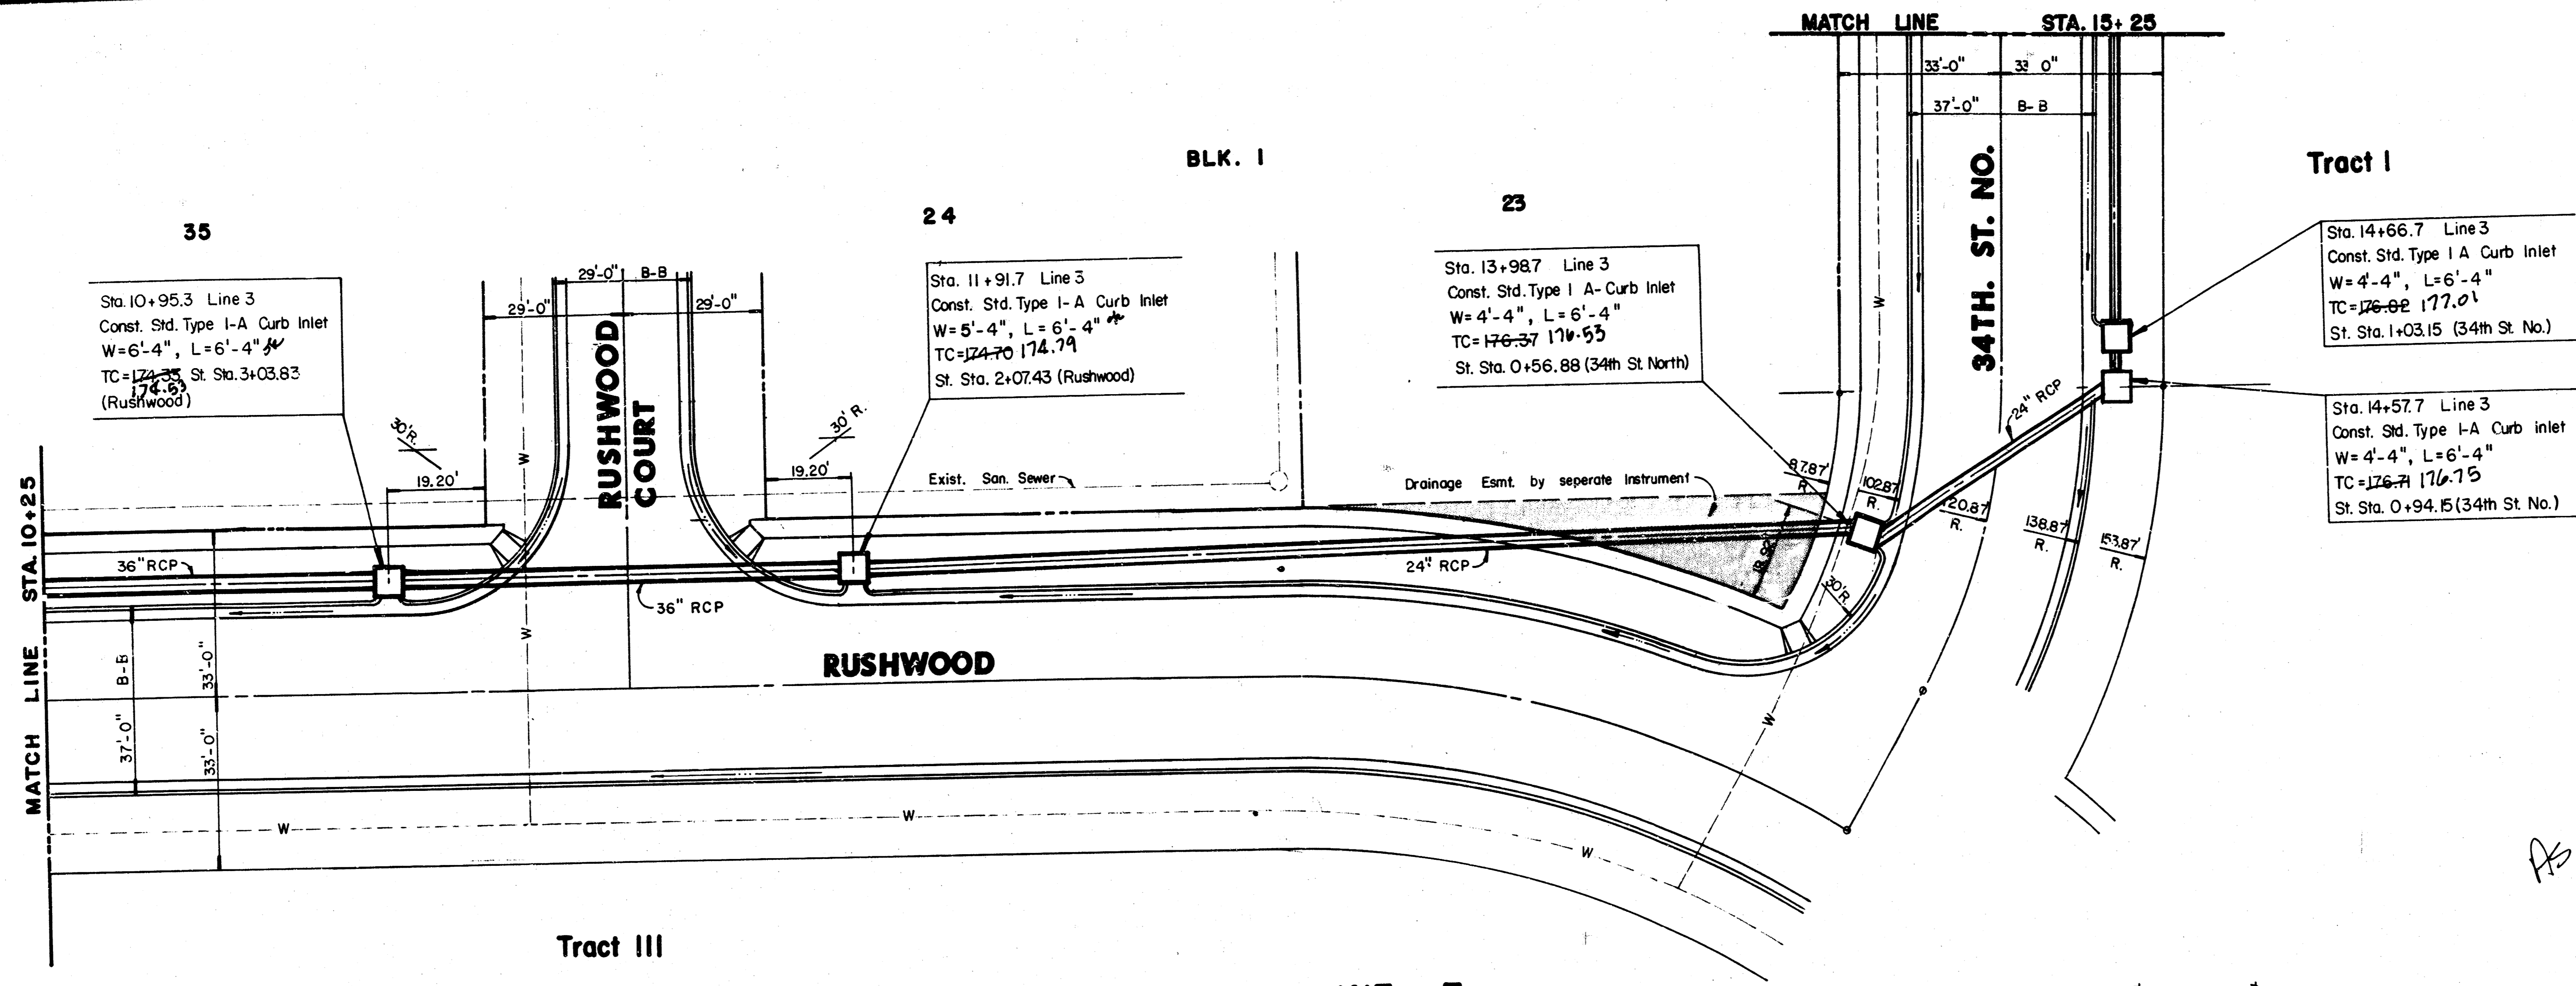 MATCH LINE STA. 15+ 25
33'-0" 33' 0"
37'-0" B-B
BLK. 1
Tract I
34TH. ST. NO.
35
24
23
Sta. 10+95.3 Line 3
Const. Std. Type I-A Curb Inlet
W=6'-4", L=6'-4"
TC=174.33 St. Sta. 3+03.83
174.53
(Rushwood)
29'-0" B-B
29'-0" 29'-0"
RUSHWOOD
COURT
Sta. 11+91.7 Line 3
Const. Std. Type I-A Curb Inlet
W=5'-4", L=6'-4"
TC=174.70 174.79
St. Sta. 2+07.43 (Rushwood)
Sta. 13+98.7 Line 3
Const. Std. Type I A-Curb Inlet
W=4'-4", L=6'-4"
TC=176.37 176.53
St. Sta. 0+56.88 (34th St. North)
Sta. 14+66.7 Line 3
Const. Std. Type I A Curb Inlet
W=4'-4", L=6'-4"
TC=176.82 177.01
St. Sta. 1+03.15 (34th St. No.)
Sta. 14+57.7 Line 3
Const. Std. Type I-A Curb inlet
W=4'-4", L=6'-4"
TC=176.71 176.75
St. Sta. 0+94.15 (34th St. No.)
30'R.
30' R.
19.20'
19.20'
Exist. San. Sewer
Drainage Esmt. by seperate Instrument
24" RCP
87.87'
R.
102.87
R.
120.87'
R.
138.87'
R.
153.87'
R.
18.92'
30'R.
36" RCP
36" RCP
24" RCP
MATCH LINE STA. 10+25
37'-0" B-B
33'-0"
33'-0"
RUSHWOOD
W
W
W
W
W
W
W
Tract III
As